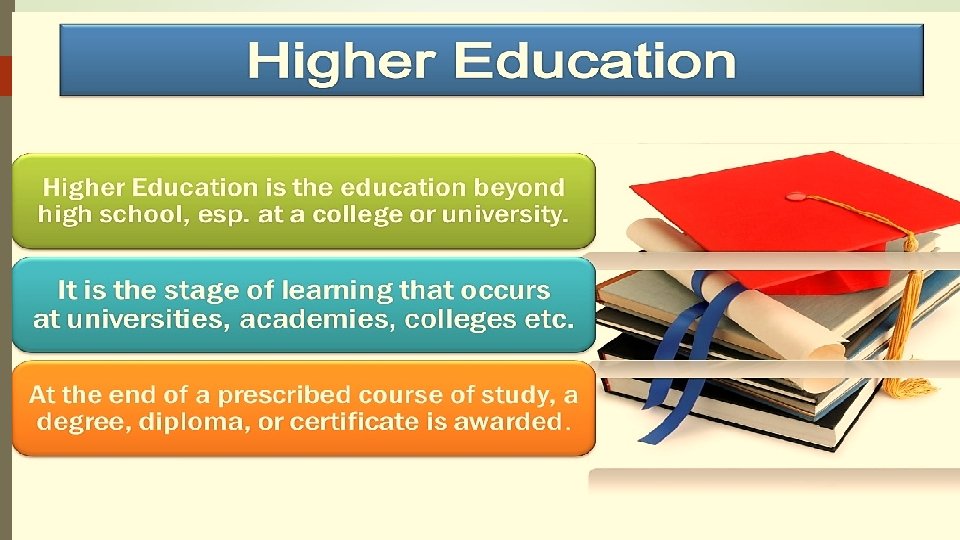 Higher Education
Higher Education is the education beyond
high school, esp. at a college or university.
It is the stage of learning that occurs
at universities, academies, colleges etc.
At the end of a prescribed course of study, a
degree, diploma, or certificate is awarded.